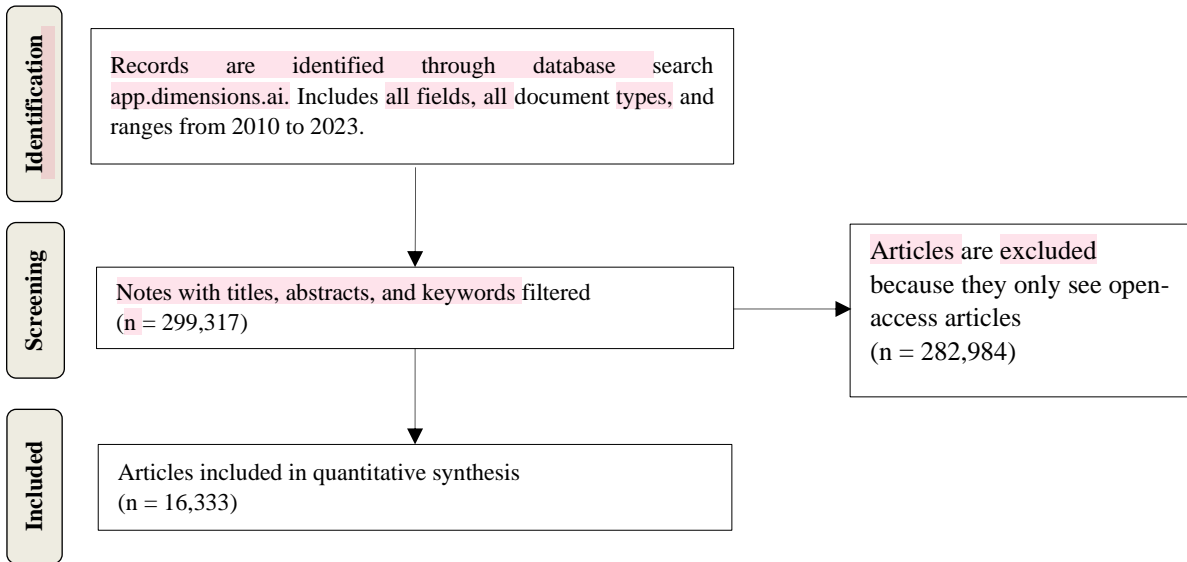 Identification
Records are identified through database search
app.dimensions.ai. Includes all fields, all document types, and
ranges from 2010 to 2023.
Screening
Notes with titles, abstracts, and keywords filtered
(n = 299,317)
Articles are excluded
because they only see open-
access articles
(n = 282,984)
Included
Articles included in quantitative synthesis
(n = 16,333)